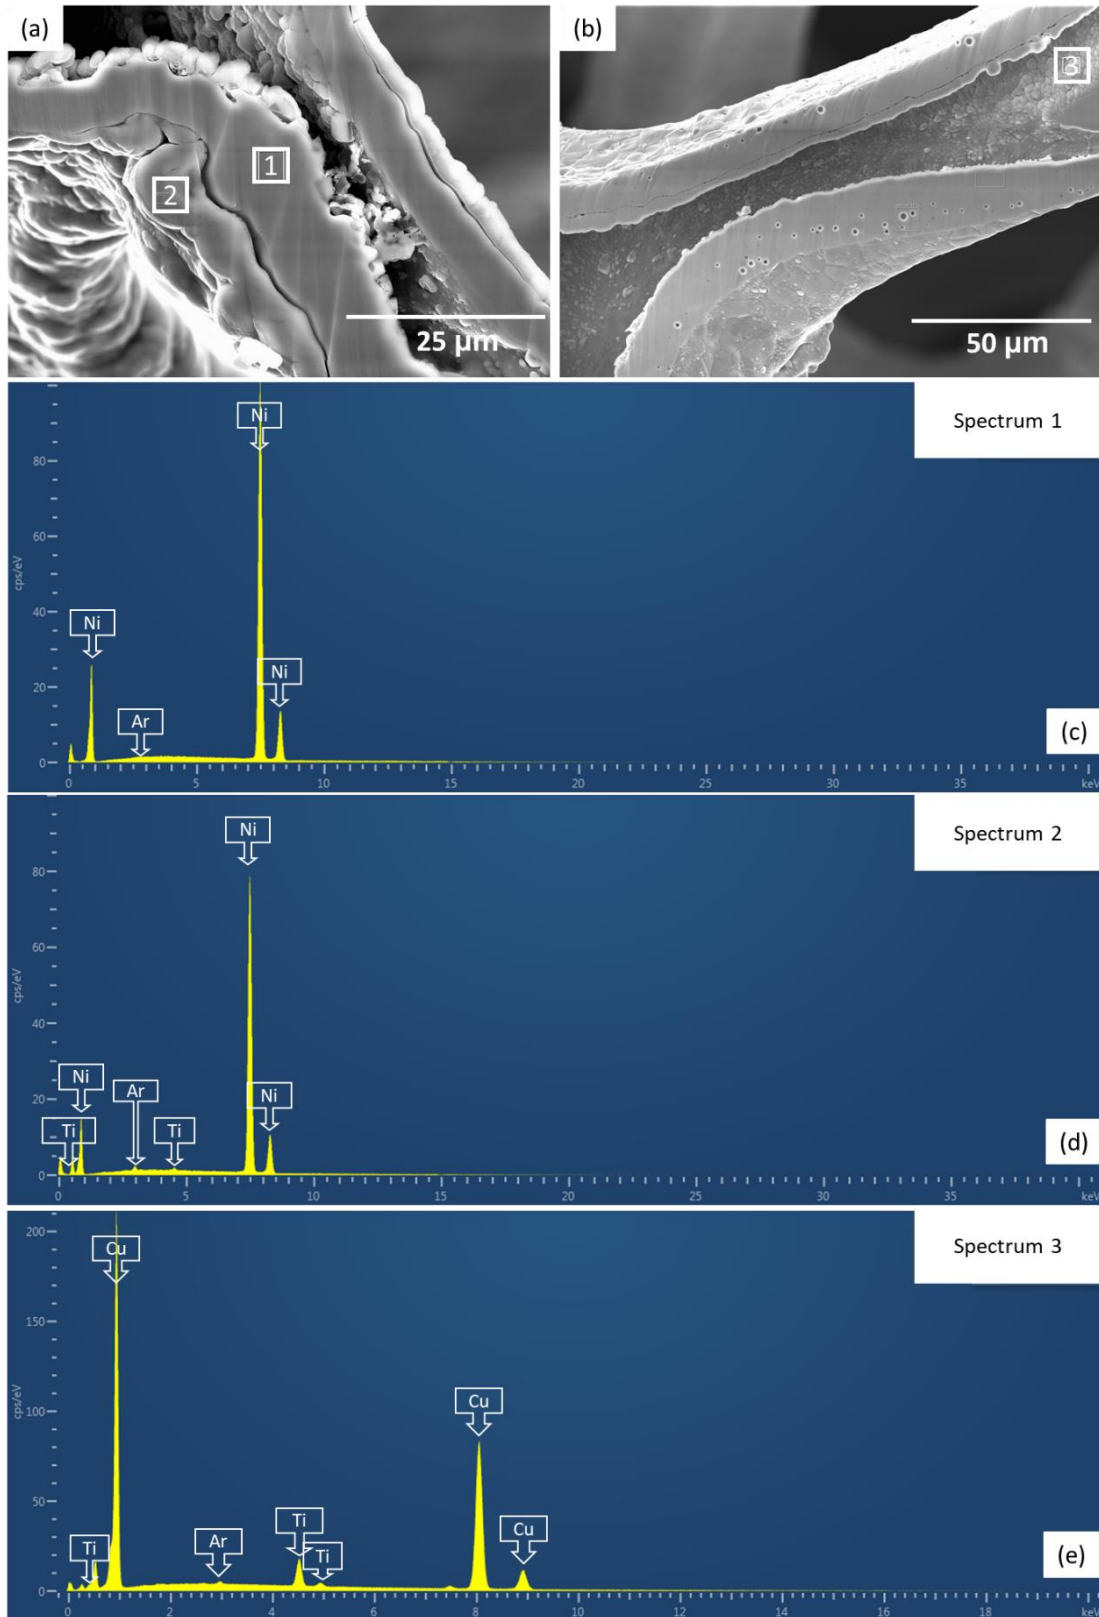 (a)
1
2
25 µm
(b)
3
50 µm
Spectrum 1
Ni
Ni
Ni
Ar
80
60
40
20
0
cps/eV
0 5 10 15 20 25 30 35 keV
(c)
Spectrum 2
Ni
Ni
Ar
Ni
Ti
Ti
80
60
40
20
0
cps/eV
0 5 10 15 20 25 30 35 keV
(d)
Spectrum 3
Cu
Cu
Ti
Ar
Ti
Ti
Cu
200
150
100
50
0
cps/eV
0 2 4 6 8 10 12 14 16 18 keV
(e)